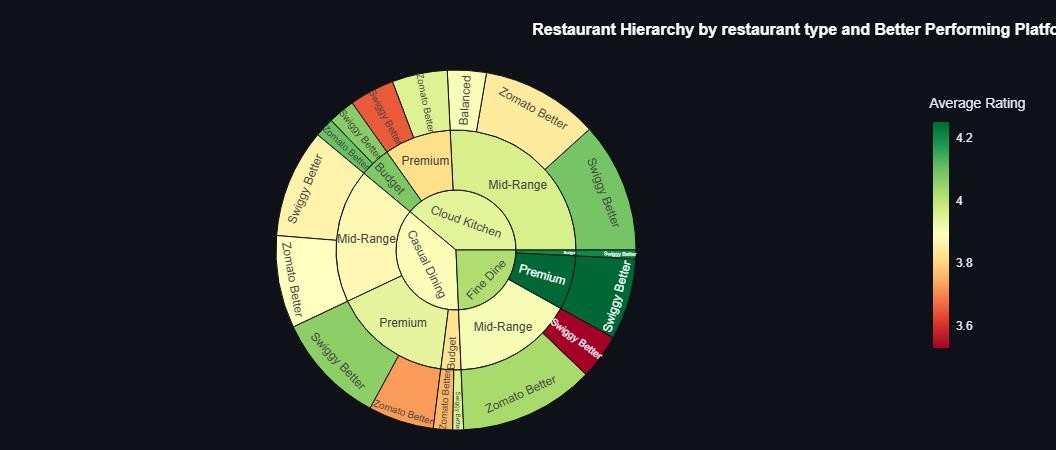 Restaurant Hierarchy by restaurant type and Better Performing Platfo
Average Rating
4.2
4
3.8
3.6
Cloud Kitchen
Mid-Range
Swiggy Better
Zomato Better
Balanced
Premium
Zomato Better
Swiggy Better
Budget
Swiggy Better
Zomato Better
Casual Dining
Mid-Range
Swiggy Better
Zomato Better
Premium
Swiggy Better
Zomato Better
Budget
Zomato Better
Swiggy Better
Fine Dine
Mid-Range
Zomato Better
Swiggy Better
Premium
Swiggy Better
Budget
Swiggy Better